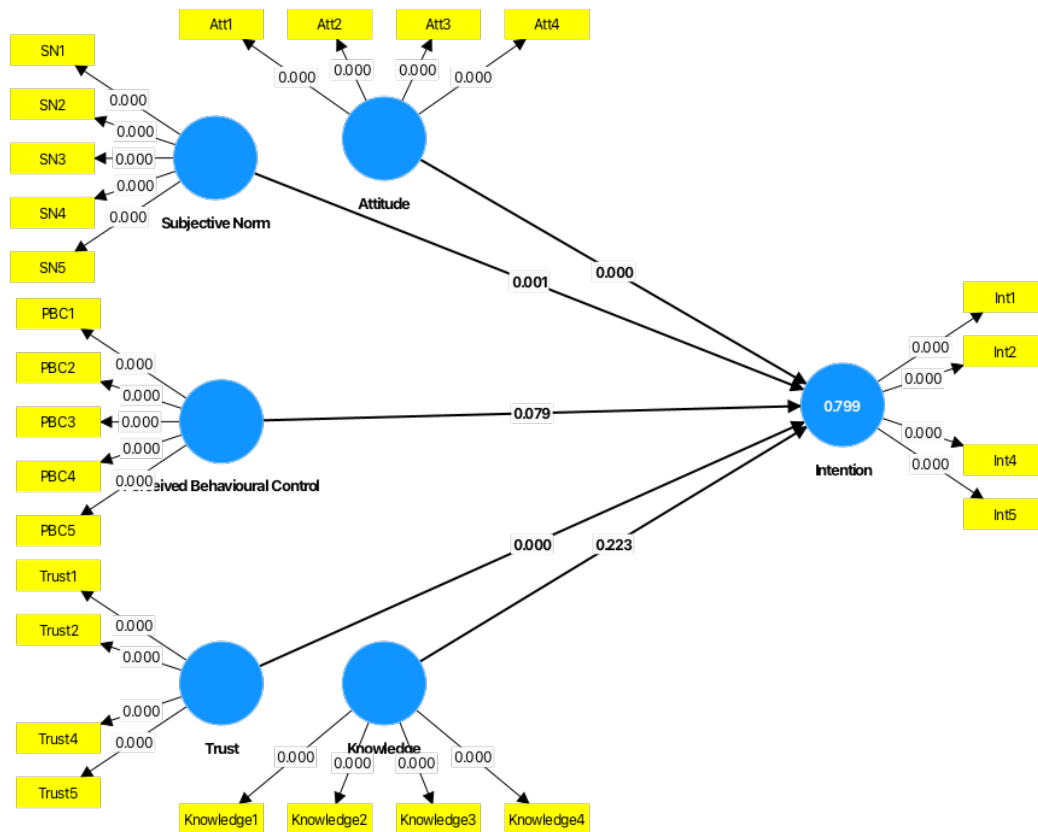 Att1
Att2
Att3
Att4
0.000
0.000
0.000
0.000
SN1
SN2
SN3
SN4
SN5
0.000
0.000
0.000
0.000
0.000
Subjective Norm
Attitude
0.001
0.000
PBC1
PBC2
PBC3
PBC4
PBC5
0.000
0.000
0.000
0.000
0.000
eived Behavioural Control
0.079
Int1
Int2
Int4
Int5
0.000
0.000
0.000
0.000
0.799
Intention
0.000
0.223
Trust1
Trust2
Trust4
Trust5
0.000
0.000
0.000
0.000
Trust
Knowledge
0.000
0.000
0.000
0.000
Knowledge1
Knowledge2
Knowledge3
Knowledge4